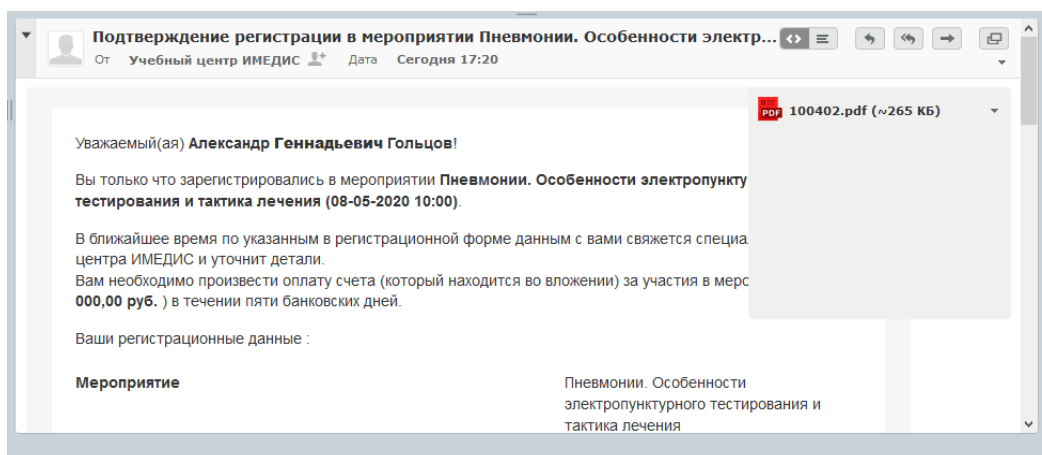 Подтверждение регистрации в мероприятии Пневмонии. Особенности электр...
От Учебный центр ИМЕДИС Дата Сегодня 17:20
PDF 100402.pdf (~265 КБ)
Уважаемый(ая) Александр Геннадьевич Гольцов!
Вы только что зарегистрировались в мероприятии Пневмонии. Особенности электропункту
тестирования и тактика лечения (08-05-2020 10:00).
В ближайшее время по указанным в регистрационной форме данным с вами свяжется специа
центра ИМЕДИС и уточнит детали.
Вам необходимо произвести оплату счета (который находится во вложении) за участия в
000,00 руб. ) в течении пяти банковских дней.
Ваши регистрационные данные :
Мероприятие
Пневмонии. Особенности
электропунктурного тестирования и
тактика лечения